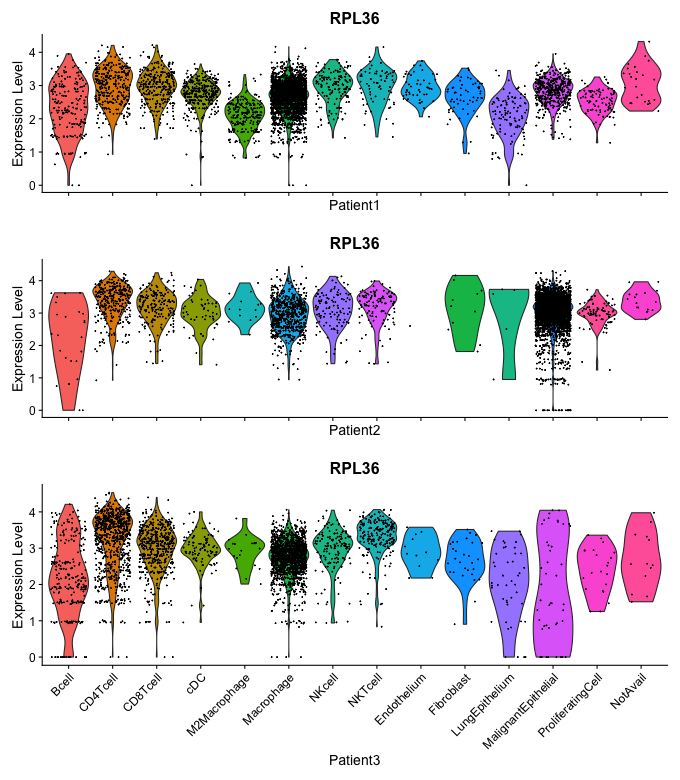 RPL36
Expression Level
4
3
2
1
0
Patient1
RPL36
Expression Level
4
3
2
1
0
Patient2
RPL36
Expression Level
4
3
2
1
0
Bcell
CD4Tcell
CD8Tcell
cDC
M2Macrophage
Macrophage
NKcell
NKTcell
Endothelium
Fibroblast
LungEpithelium
MalignantEpithelial
ProliferatingCell
NotAvail
Patient3